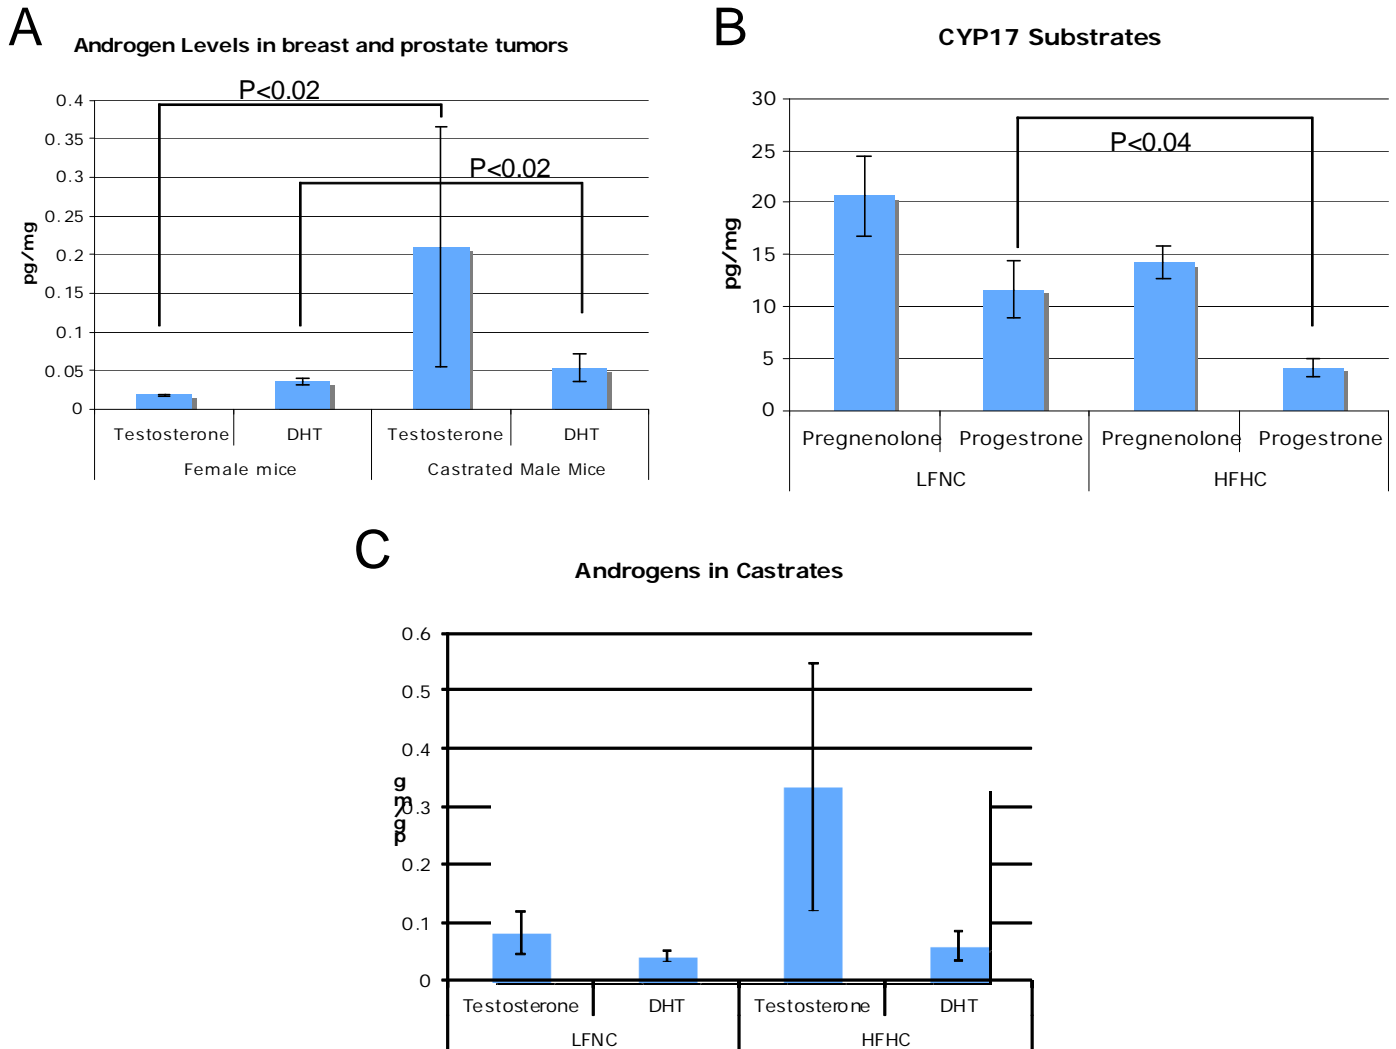 A
Androgen Levels in breast and prostate tumors
P<0.02
P<0.02
pg/mg
0.4
0.35
0.3
0.25
0.2
0.15
0.1
0.05
0
Testosterone DHT Testosterone DHT
Female mice Castrated Male Mice
B
CYP17 Substrates
P<0.04
pg/mg
30
25
20
15
10
5
0
Pregnenolone Progestrone Pregnenolone Progestrone
LFNC HFHC
C
Androgens in Castrates
pg/mg
0.6
0.5
0.4
0.3
0.2
0.1
0
Testosterone DHT Testosterone DHT
LFNC HFHC